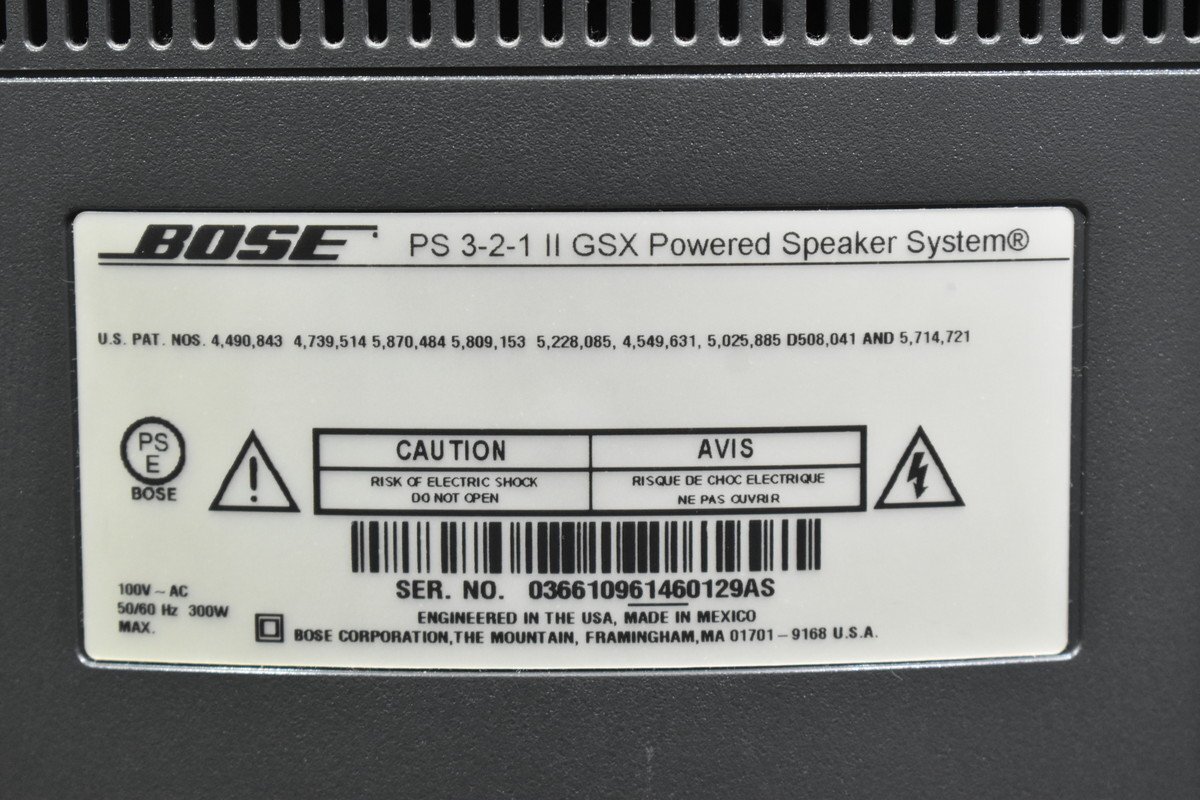 BOSE PS 3-2-1 II GSX Powered Speaker System®
U.S. PAT. NOS. 4,490,843 4,739,514 5,870,484 5,809,153 5,228,085, 4,549,631, 5,025,885 D508,041 AND 5,714,721
PS
E
BOSE
CAUTION
RISK OF ELECTRIC SHOCK
DO NOT OPEN
AVIS
RISQUE DE CHOC ELECTRIQUE
NE PAS OUVRIR
SER. NO. 036610961460129AS
100V ~ AC
50/60 Hz 300W
MAX.
ENGINEERED IN THE USA, MADE IN MEXICO
BOSE CORPORATION,THE MOUNTAIN, FRAMINGHAM,MA 01701-9168 U.S.A.